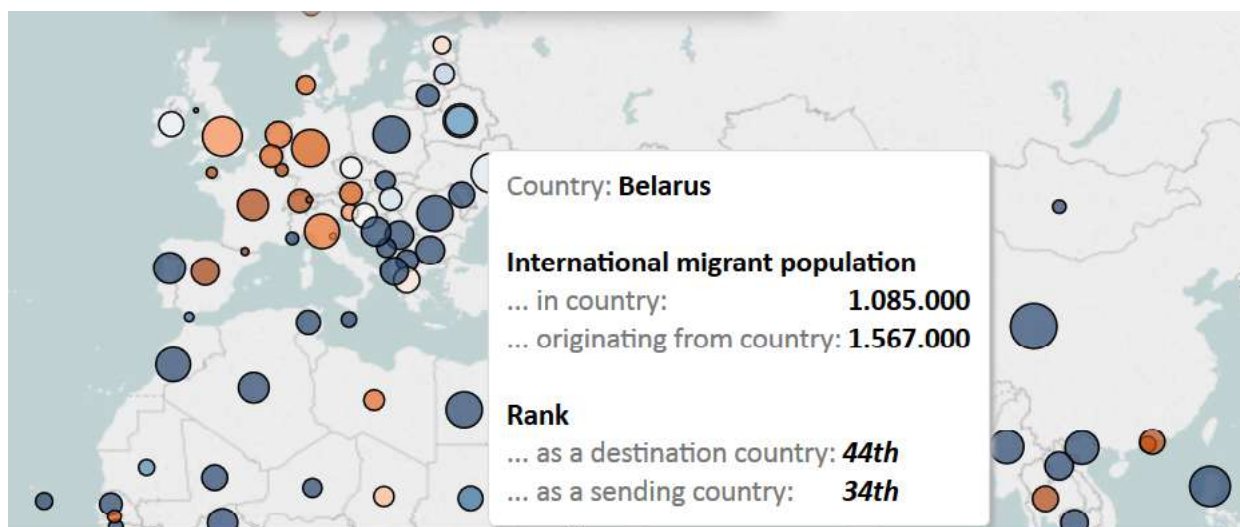 Country: Belarus
International migrant population
... in country: 1.085.000
... originating from country: 1.567.000
Rank
... as a destination country: 44th
... as a sending country: 34th